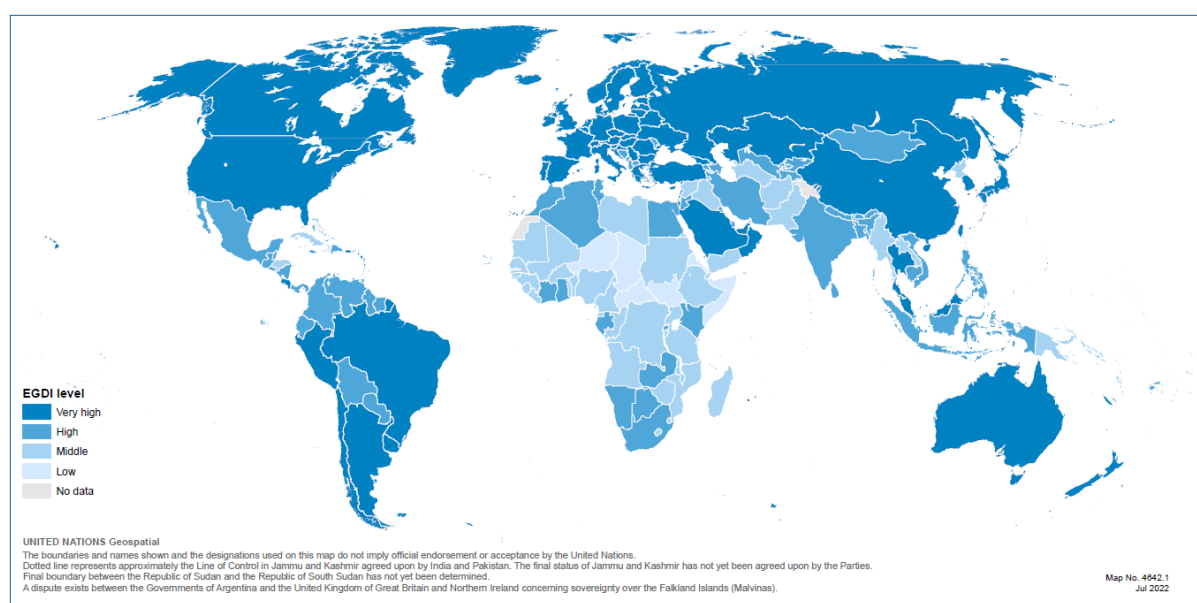 EGDI level
Very high
High
Middle
Low
No data
UNITED NATIONS Geospatial
The boundaries and names shown and the designations used on this map do not imply official endorsement or acceptance by the United Nations.
Dotted line represents approximately the Line of Control in Jammu and Kashmir agreed upon by India and Pakistan. The final status of Jammu and Kashmir has not yet been agreed upon by the Parties.
Final boundary between the Republic of Sudan and the Republic of South Sudan has not yet been determined.
A dispute exists between the Governments of Argentina and the United Kingdom of Great Britain and Northern Ireland concerning sovereignty over the Falkland Islands (Malvinas).
Map No. 4642.1
Jul 2022